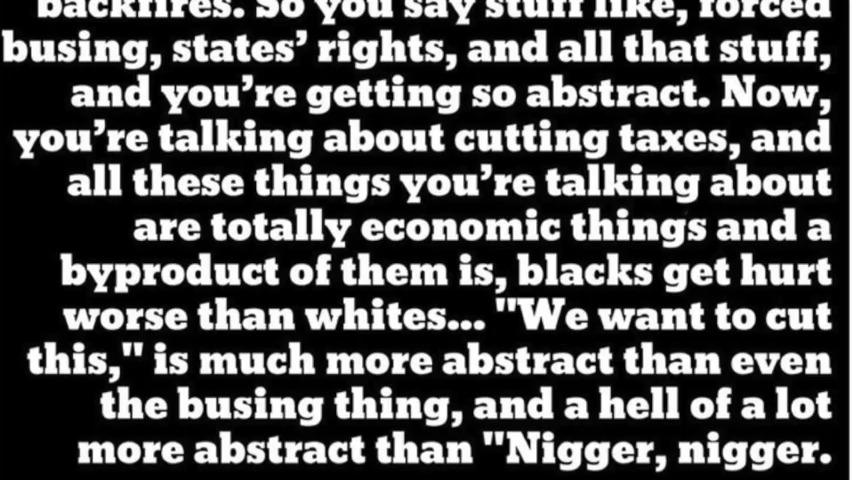 backfires. So you say stuff like, forced
busing, states’ rights, and all that stuff,
and you’re getting so abstract. Now,
you’re talking about cutting taxes, and
all these things you’re talking about
are totally economic things and a
byproduct of them is, blacks get hurt
worse than whites... "We want to cut
this," is much more abstract than even
the busing thing, and a hell of a lot
more abstract than "Nigger, nigger.